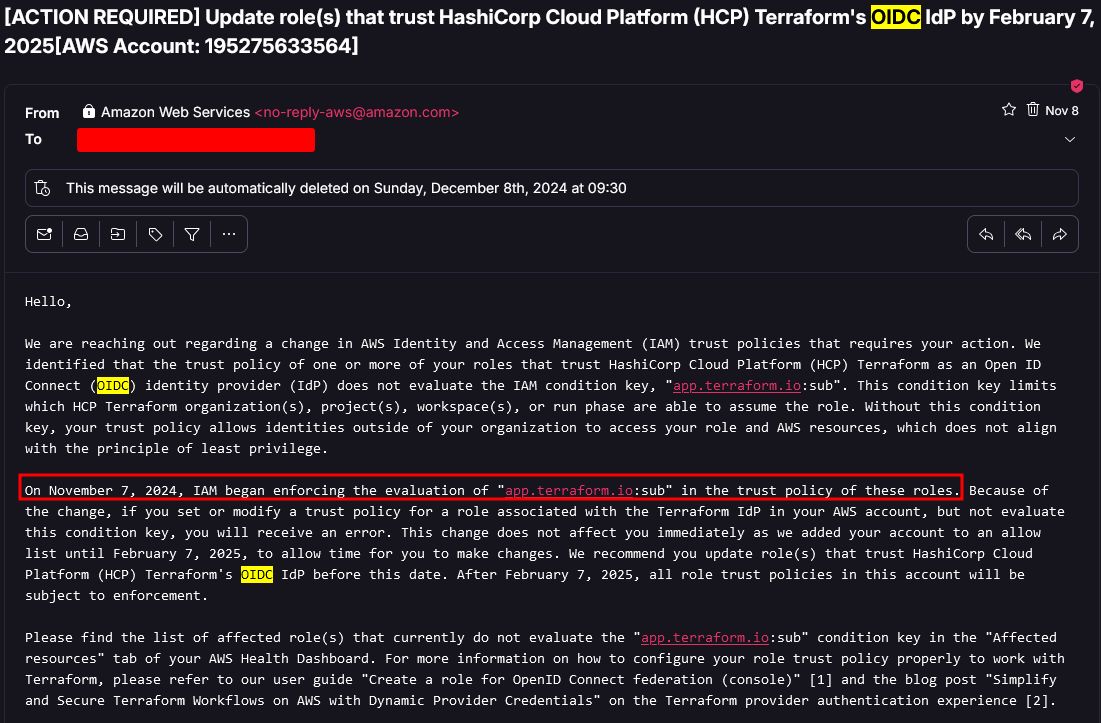 [ACTION REQUIRED] Update role(s) that trust HashiCorp Cloud Platform (HCP) Terraform's OIDC IdP by February 7,
2025[AWS Account: 195275633564]
From Amazon Web Services <no-reply-aws@amazon.com>
Nov 8
To
This message will be automatically deleted on Sunday, December 8th, 2024 at 09:30
Hello,
We are reaching out regarding a change in AWS Identity and Access Management (IAM) trust policies that requires your action. We
identified that the trust policy of one or more of your roles that trust HashiCorp Cloud Platform (HCP) Terraform as an Open ID
Connect (OIDC) identity provider (IdP) does not evaluate the IAM condition key, "app.terraform.io:sub". This condition key limits
which HCP Terraform organization(s), project(s), workspace(s), or run phase are able to assume the role. Without this condition
key, your trust policy allows identities outside of your organization to access your role and AWS resources, which does not align
with the principle of least privilege.
On November 7, 2024, IAM began enforcing the evaluation of "app.terraform.io:sub" in the trust policy of these roles. Because of
the change, if you set or modify a trust policy for a role associated with the Terraform IdP in your AWS account, but not evaluate
this condition key, you will receive an error. This change does not affect you immediately as we added your account to an allow
list until February 7, 2025, to allow time for you to make changes. We recommend you update role(s) that trust HashiCorp Cloud
Platform (HCP) Terraform's OIDC IdP before this date. After February 7, 2025, all role trust policies in this account will be
subject to enforcement.
Please find the list of affected role(s) that currently do not evaluate the "app.terraform.io:sub" condition key in the "Affected
resources" tab of your AWS Health Dashboard. For more information on how to configure your role trust policy properly to work with
Terraform, please refer to our user guide "Create a role for OpenID Connect federation (console)" [1] and the blog post "Simplify
and Secure Terraform Workflows on AWS with Dynamic Provider Credentials" on the Terraform provider authentication experience [2].